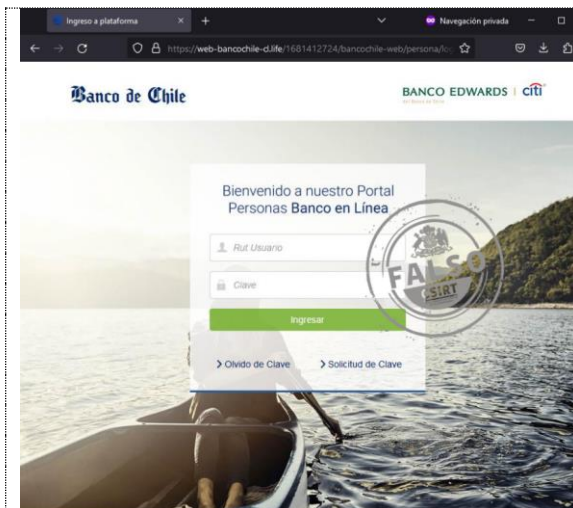 Ingreso a plataforma
Navegación privada
https://web-bancochile-cl.life/1681412724/bancochile-web/persona/lo
Banco de Chile
BANCO EDWARDS | citi
Bienvenido a nuestro Portal
Personas Banco en Línea
Rut Usuario
Clave
FALSO
CSIRT
Ingresar
Olvido de Clave
Solicitud de Clave